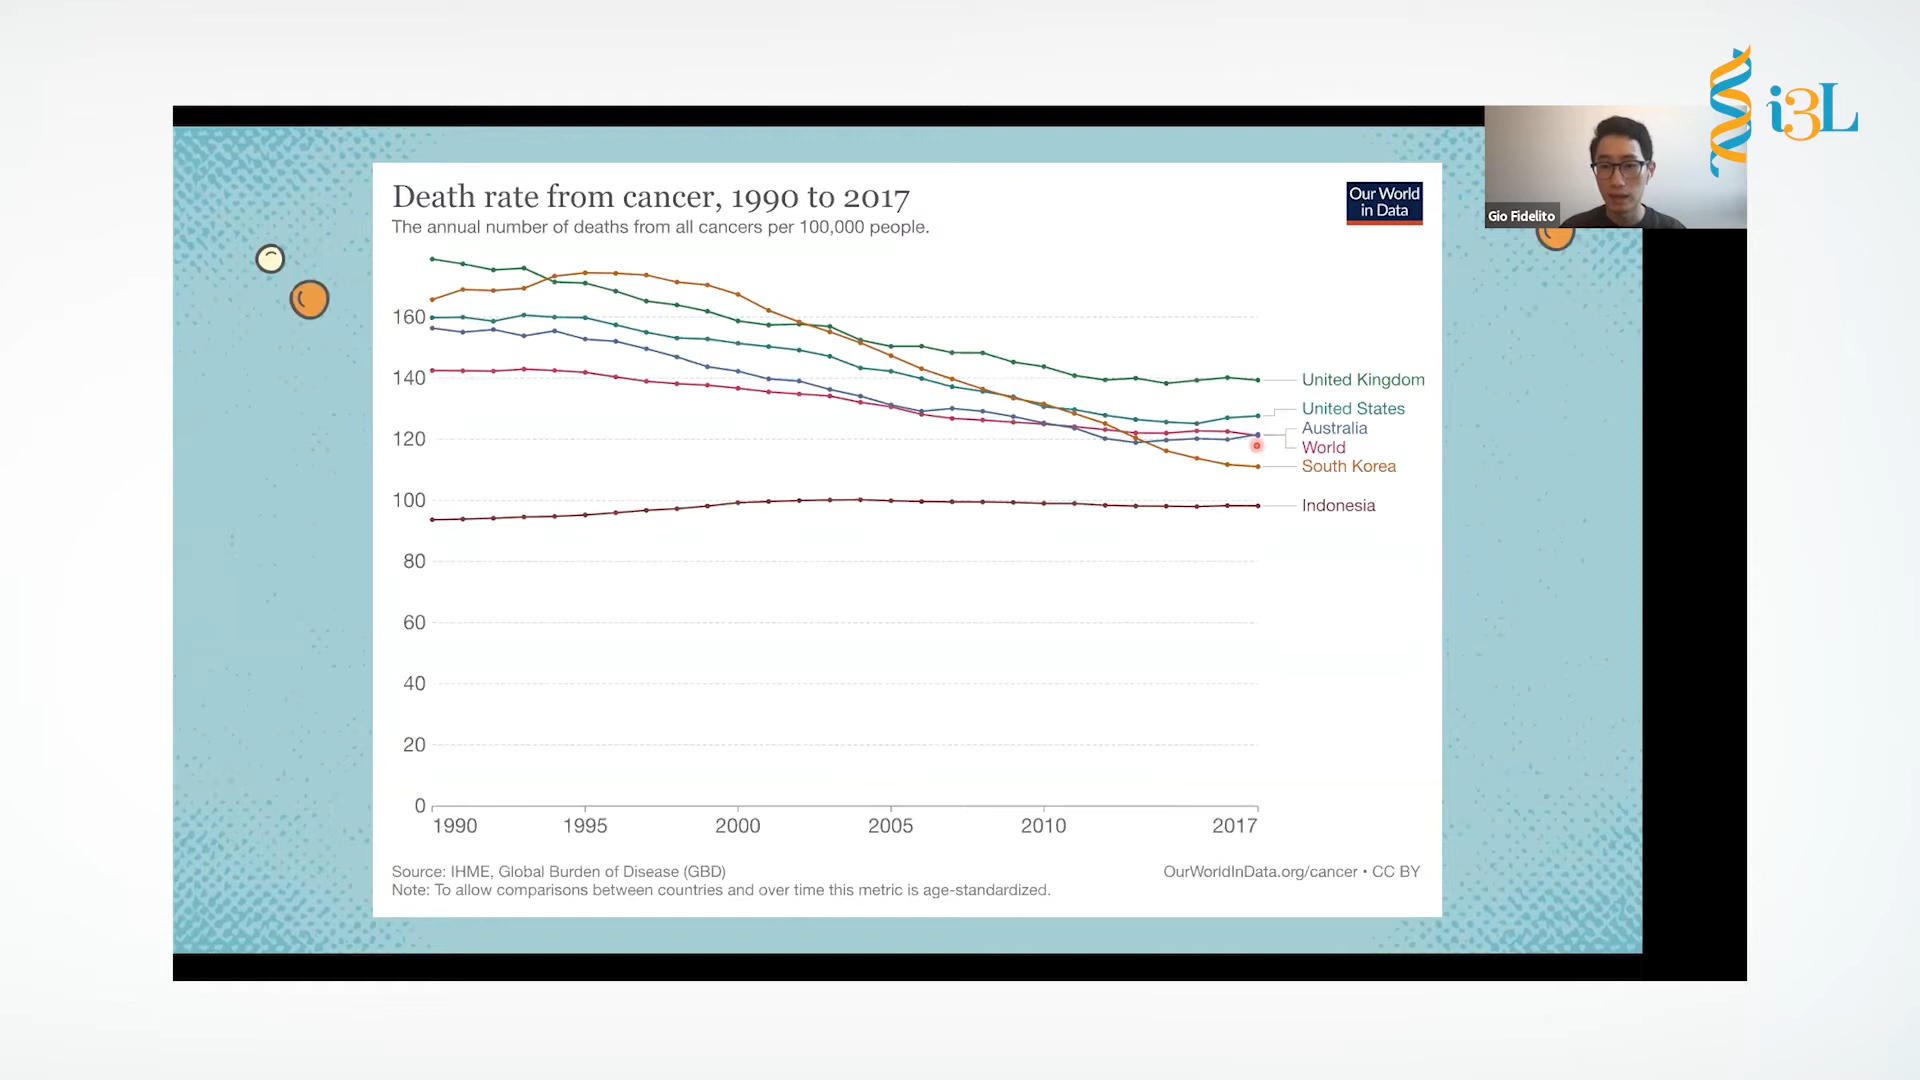 i3L
Death rate from cancer, 1990 to 2017
The annual number of deaths from all cancers per 100,000 people.
Our World
in Data
Gio Fidelito
160
140
120
100
80
60
40
20
0
United Kingdom
United States
Australia
World
South Korea
Indonesia
1990
1995
2000
2005
2010
2017
Source: IHME, Global Burden of Disease (GBD)
OurWorldInData.org/cancer • CC BY
Note: To allow comparisons between countries and over time this metric is age-standardized.